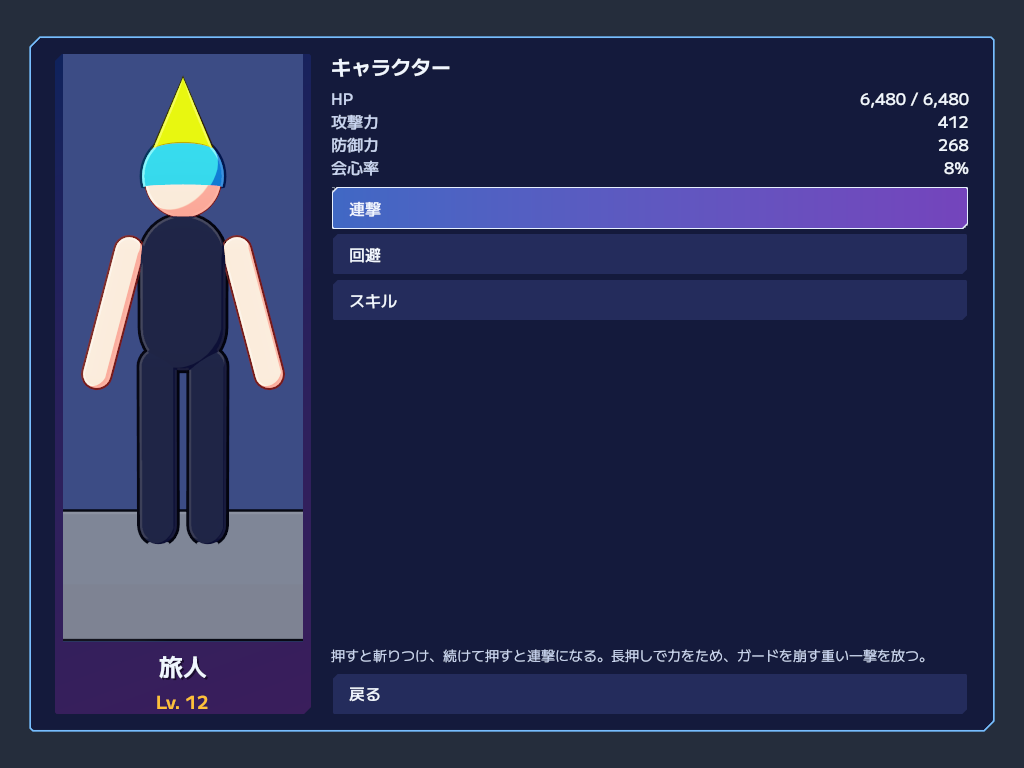 キャラクター
HP 6,480 / 6,480
攻撃力 412
防御力 268
会心率 8%
連撃
回避
スキル
押すと斬りつけ、続けて押すと連撃になる。長押しで力をため、ガードを崩す重い一撃を放つ。
戻る
旅人
Lv. 12